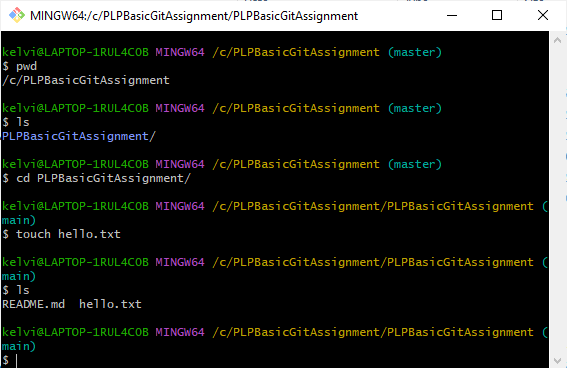 MINGW64:/c/PLPBasicGitAssignment/PLPBasicGitAssignment
kelvi@LAPTOP-1RUL4COB MINGW64 /c/PLPBasicGitAssignment (master)
$ pwd
/c/PLPBasicGitAssignment
kelvi@LAPTOP-1RUL4COB MINGW64 /c/PLPBasicGitAssignment (master)
$ ls
PLPBasicGitAssignment/
kelvi@LAPTOP-1RUL4COB MINGW64 /c/PLPBasicGitAssignment (master)
$ cd PLPBasicGitAssignment/
kelvi@LAPTOP-1RUL4COB MINGW64 /c/PLPBasicGitAssignment/PLPBasicGitAssignment (
main)
$ touch hello.txt
kelvi@LAPTOP-1RUL4COB MINGW64 /c/PLPBasicGitAssignment/PLPBasicGitAssignment (
main)
$ ls
README.md  hello.txt
kelvi@LAPTOP-1RUL4COB MINGW64 /c/PLPBasicGitAssignment/PLPBasicGitAssignment (
main)
$